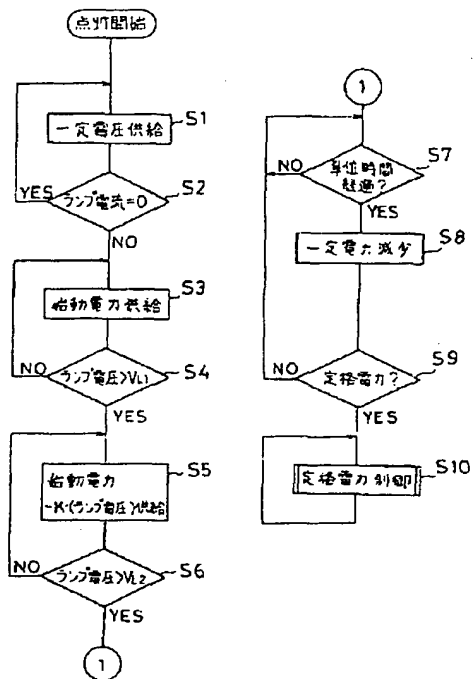 点灯開始
一定電圧供給
S1
ランプ電流=0
S2
YES
NO
始動電力供給
S3
ランプ電圧>VL1
S4
NO
YES
始動電力
-K・(ランプ電圧)供給
S5
ランプ電圧>VL2
S6
NO
YES
1
1
単位時間
経過?
S7
NO
YES
一定電力減少
S8
定格電力?
S9
NO
YES
定格電力制御
S10